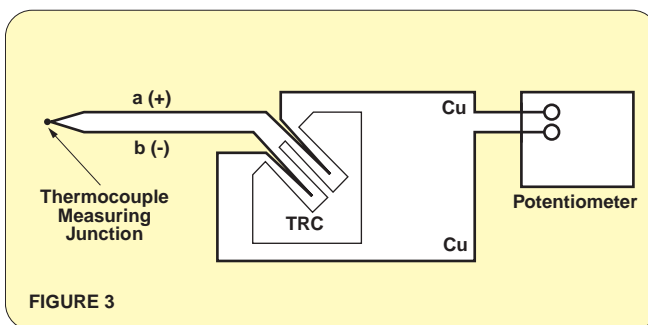 a (+)
b (-)
Cu
Thermocouple
Measuring
Junction
TRC
Potentiometer
Cu
FIGURE 3